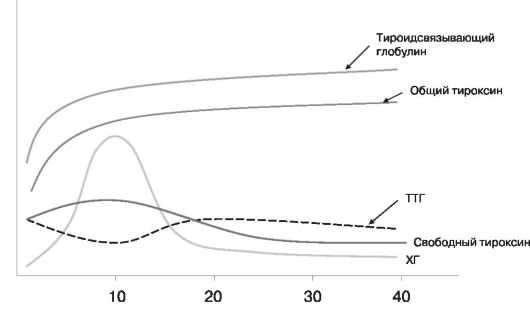 Тироидсвязывающий
глобулин
Общий тироксин
ТТГ
Свободный тироксин
ХГ
10
20
30
40